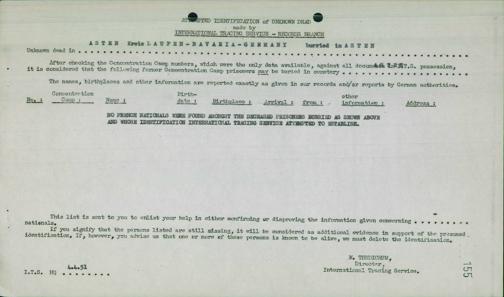 ATTEMPTED IDENTIFICATION OF UNKNOWN DEAD
made by
INTERNATIONAL TRACING SERVICE - RECORDS BRANCH
Unknown dead in ASTEN Kreis LAUFEN-BAVARIA-GERMANY buried in ASTEN
After checking the Concentration Camp numbers, which were the only data available, against all documents in I.T.S. possession,
it is considered that the following former Concentration Camp prisoners may be buried in cemetery
The names, birthplaces and other information are reported exactly as given in our records and/or reports by German authorities.
No.: Concentration Camp: Name: Birth-date: Birthplace: Arrival: from: other information: Address:
NO FRENCH NATIONALS WERE FOUND AMONGST THE DECEASED PRISONERS BURIED AS SHOWN ABOVE
AND WHOSE IDENTIFICATION INTERNATIONAL TRACING SERVICE ATTEMPTED TO ESTABLISH.
This list is sent to you to enlist your help in either confirming or disproving the information given concerning
nationals.
If you signify that the persons listed are still missing, it will be considered as additional evidence in support of the presumed
identification. If, however, you advise us that one or more of these persons is known to be alive, we must delete the identification.
Director,
International Tracing Service.
I.T.S. 4.4.51
155